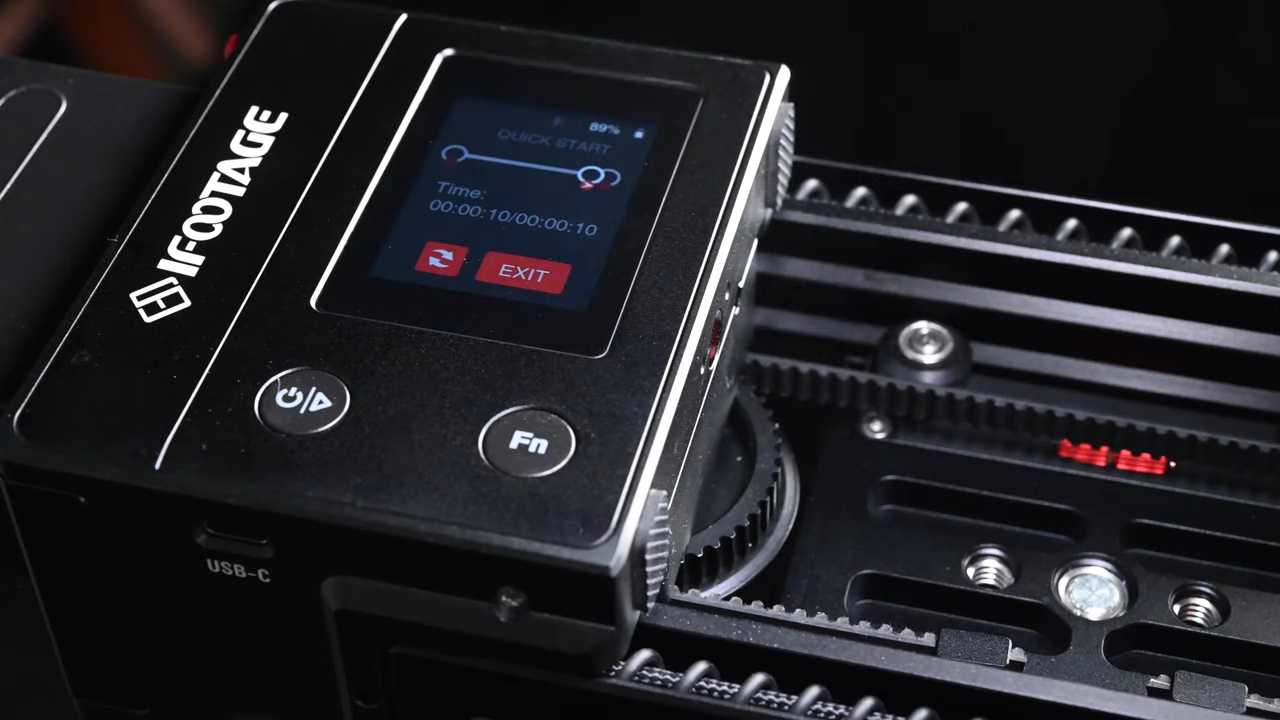 IFOOTAGE
89%
QUICK START
Time:
00:00:10/00:00:10
EXIT
Fn
USB-C